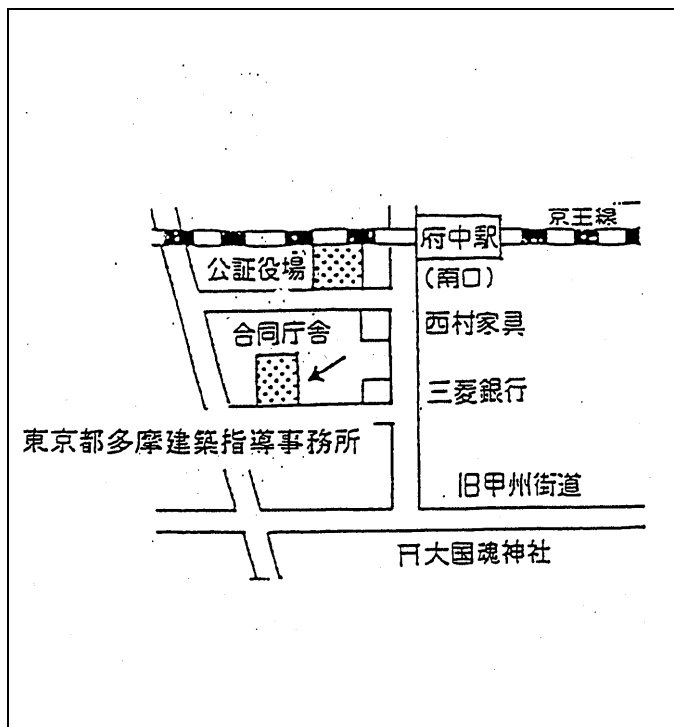 京王線
府中駅
公証役場
(南口)
合同庁舎
西村家具
三菱銀行
東京都多摩建築指導事務所
旧甲州街道
大国魂神社